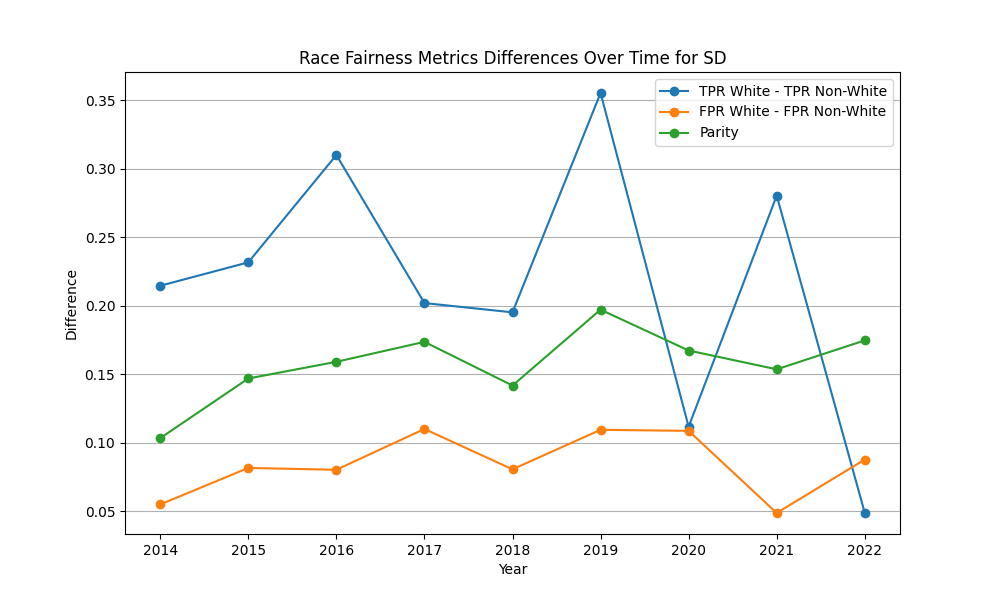 Race Fairness Metrics Differences Over Time for SD
TPR White - TPR Non-White
FPR White - FPR Non-White
Parity
0.35
0.30
0.25
0.20
0.15
0.10
0.05
Difference
2014 2015 2016 2017 2018 2019 2020 2021 2022
Year